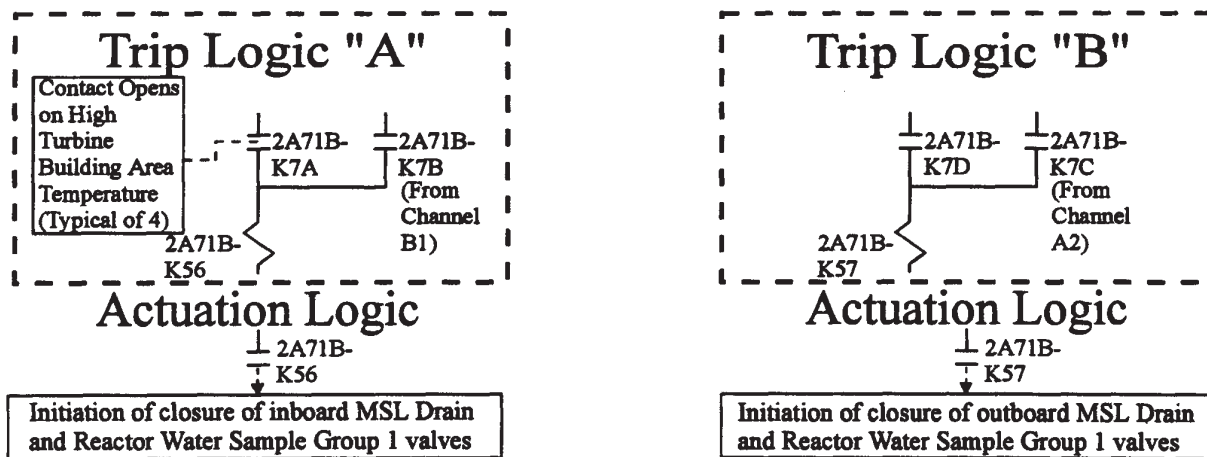 Trip Logic "A"
Contact Opens
on High
Turbine
Building Area
Temperature
(Typical of 4)
2A71B-
K7A
2A71B-
K7B
(From
Channel
B1)
2A71B-
K56
Actuation Logic
2A71B-
K56
Initiation of closure of inboard MSL Drain
and Reactor Water Sample Group 1 valves
Trip Logic "B"
2A71B-
K7D
2A71B-
K7C
(From
Channel
A2)
2A71B-
K57
Actuation Logic
2A71B-
K57
Initiation of closure of outboard MSL Drain
and Reactor Water Sample Group 1 valves